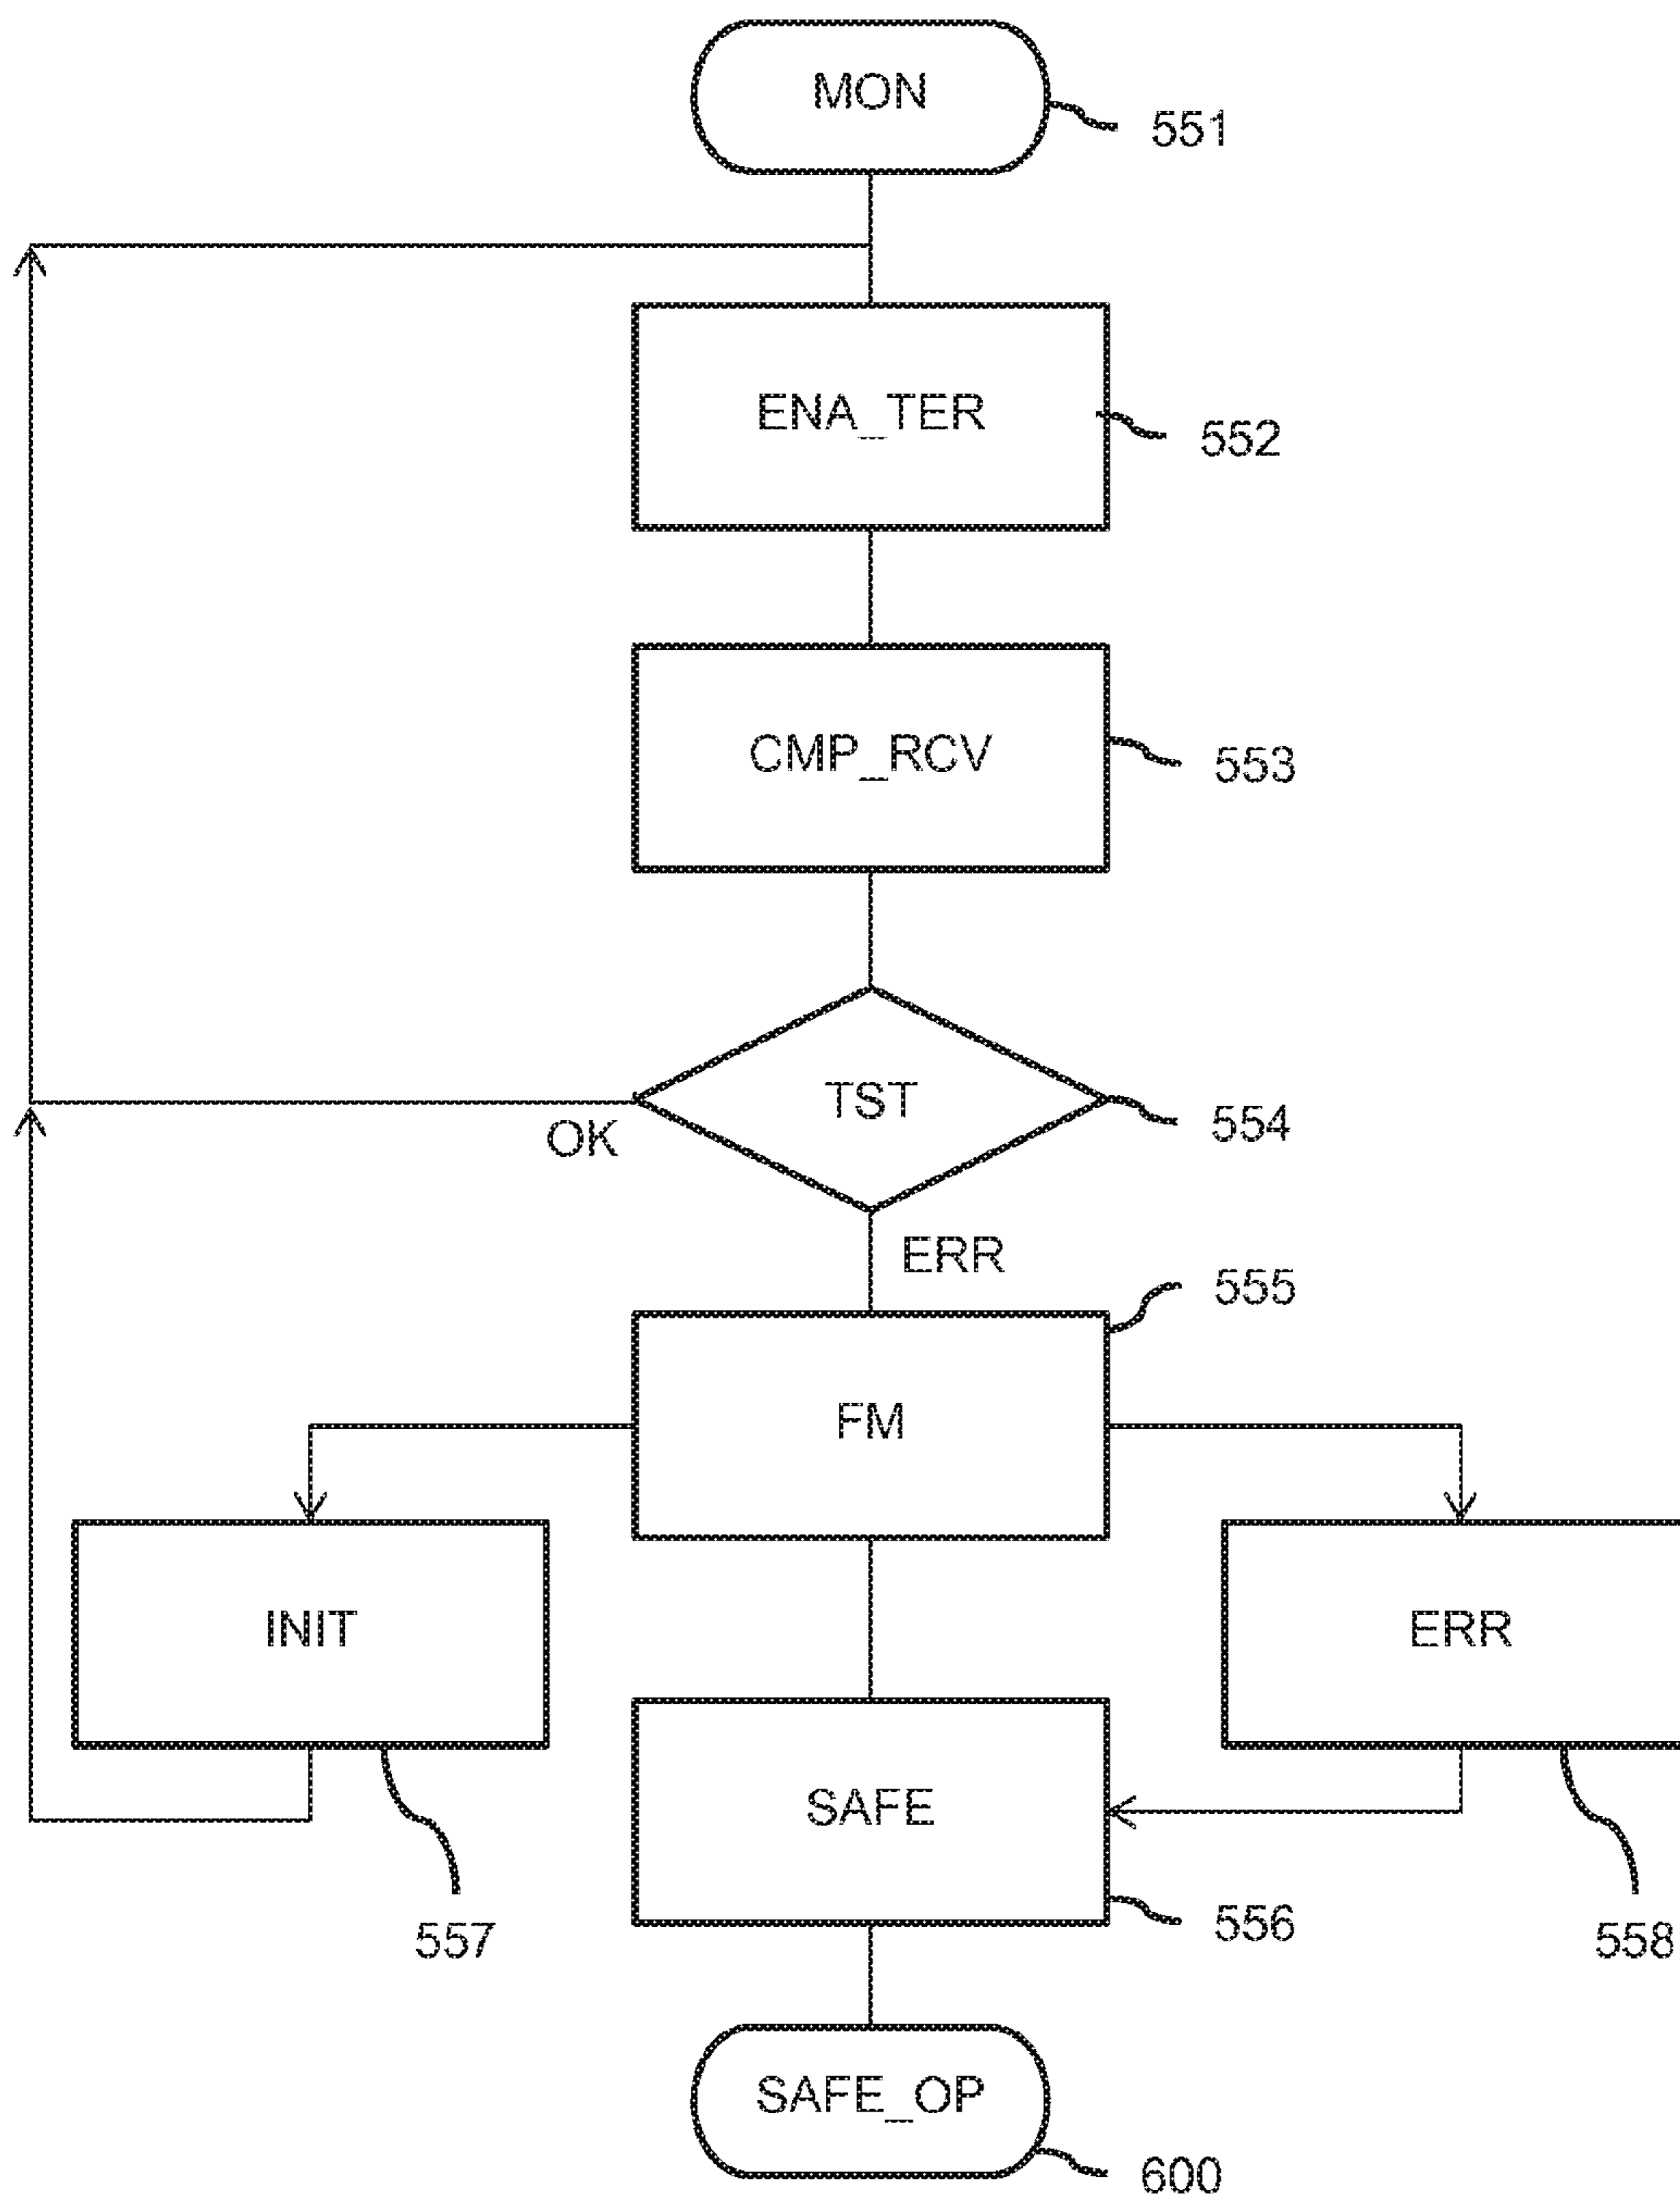 MON
551
ENA_TER
552
CMP_RCV
553
TST
554
OK
ERR
555
FM
INIT
ERR
SAFE
557
556
558
SAFE_OP
600